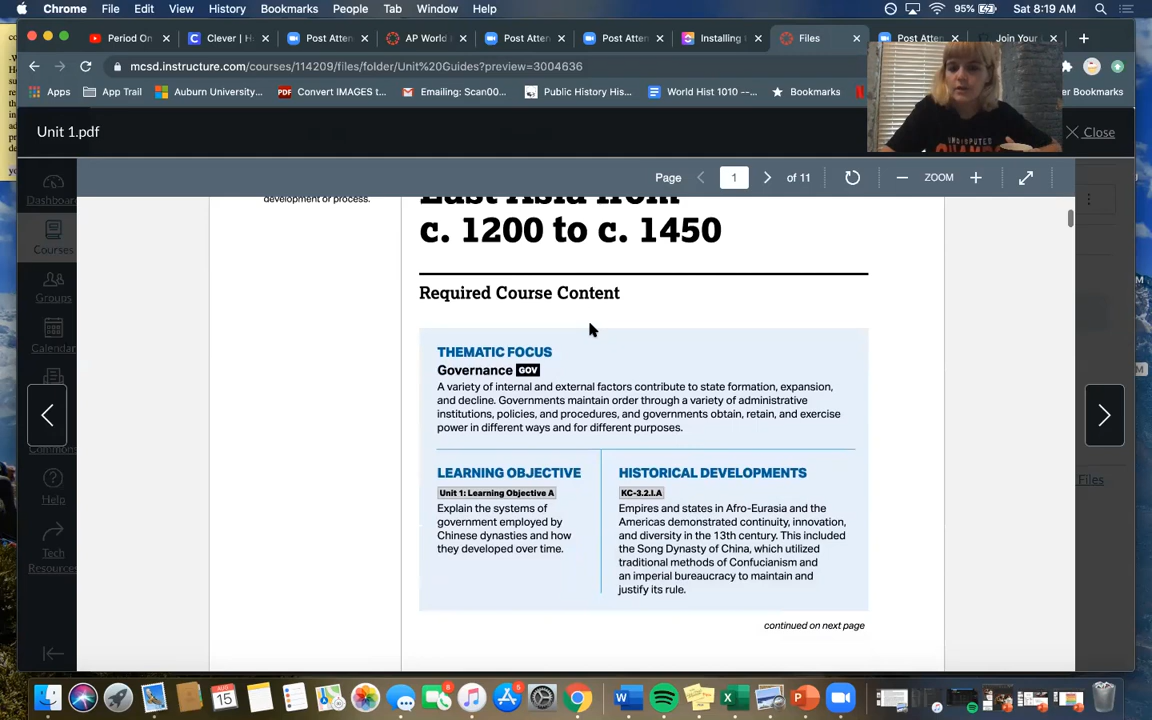 Chrome File Edit View History Bookmarks People Tab Window Help
95% Sat 8:19 AM
Period On
Clever | H
Post Atten
AP World
Post Atten
Post Atten
Installing
Files
Post Atten
Join Your
mcsd.instructure.com/courses/114209/files/folder/Unit%20Guides?preview=3004636
Apps
App Trail
Auburn University...
Convert IMAGES t...
Emailing: Scan00...
Public History His...
World Hist 1010 --...
Bookmarks
er Bookmarks
Unit 1.pdf
Close
Page 1 of 11
ZOOM
Dashboa
Courses
Groups
Calendar
Commons
Help
Tech
Resources
Files
development or process.
East Asia from
c. 1200 to c. 1450
Required Course Content
THEMATIC FOCUS
Governance GOV
A variety of internal and external factors contribute to state formation, expansion,
and decline. Governments maintain order through a variety of administrative
institutions, policies, and procedures, and governments obtain, retain, and exercise
power in different ways and for different purposes.
LEARNING OBJECTIVE
Unit 1: Learning Objective A
Explain the systems of
government employed by
Chinese dynasties and how
they developed over time.
HISTORICAL DEVELOPMENTS
KC-3.2.I.A
Empires and states in Afro-Eurasia and the
Americas demonstrated continuity, innovation,
and diversity in the 13th century. This included
the Song Dynasty of China, which utilized
traditional methods of Confucianism and
an imperial bureaucracy to maintain and
justify its rule.
continued on next page